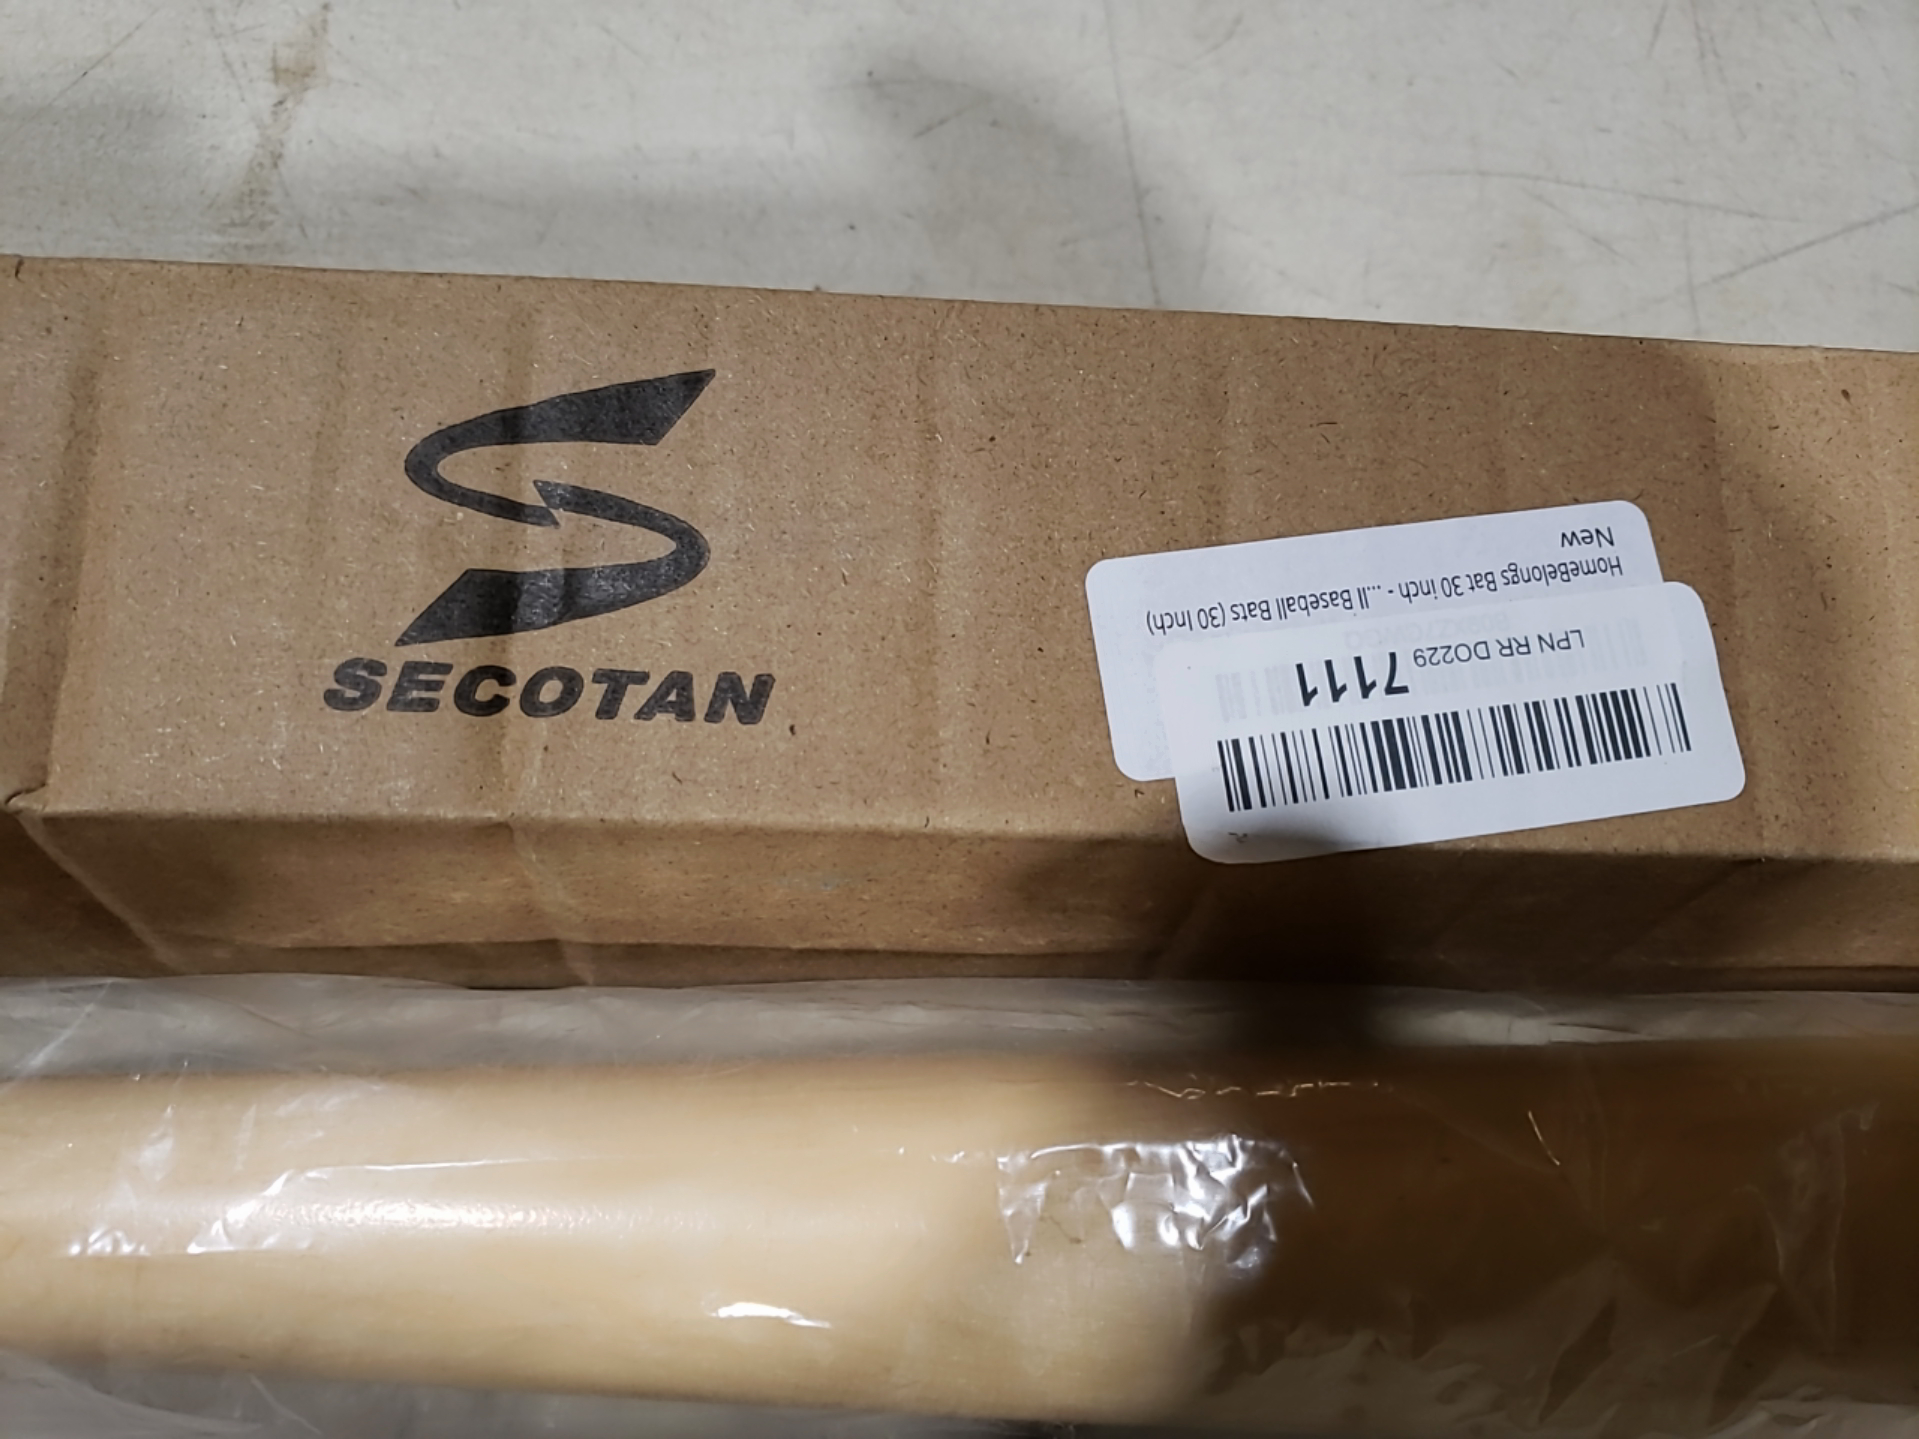 SECOTAN
HomeBelongs Bat 30 inch - ...ll Baseball Bats (30 Inch)
New
LPN RR DO229 7111